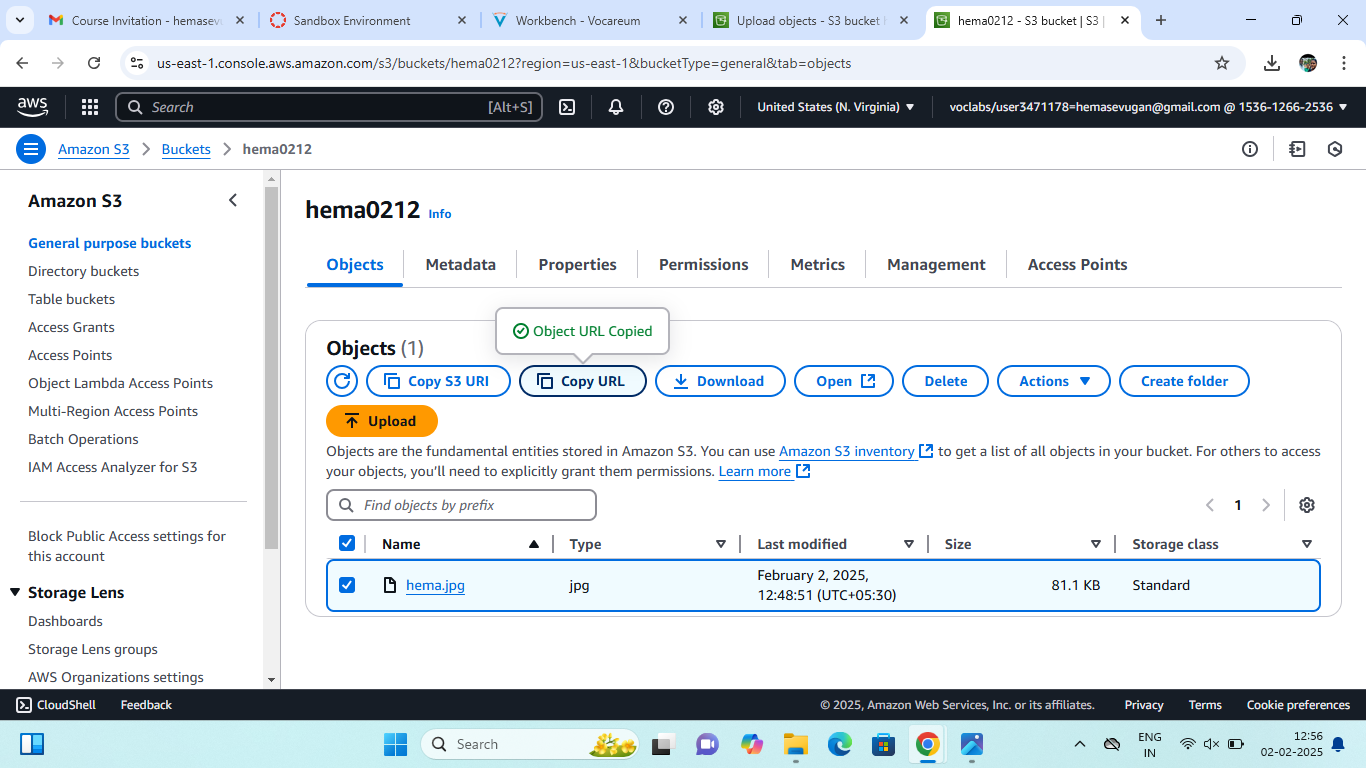 Course Invitation - hemasevu
Sandbox Environment
Workbench - Vocareum
Upload objects - S3 bucket
hema0212 - S3 bucket | S3 |
us-east-1.console.aws.amazon.com/s3/buckets/hema0212?region=us-east-1&bucketType=general&tab=objects
aws
Search
[Alt+S]
United States (N. Virginia)
voclabs/user3471178=hemasevugan@gmail.com @ 1536-1266-2536
Amazon S3
Buckets
hema0212
Amazon S3
General purpose buckets
Directory buckets
Table buckets
Access Grants
Access Points
Object Lambda Access Points
Multi-Region Access Points
Batch Operations
IAM Access Analyzer for S3
Block Public Access settings for
this account
Storage Lens
Dashboards
Storage Lens groups
AWS Organizations settings
hema0212 Info
Objects
Metadata
Properties
Permissions
Metrics
Management
Access Points
Object URL Copied
Objects (1)
Copy S3 URI
Copy URL
Download
Open
Delete
Actions
Create folder
Upload
Objects are the fundamental entities stored in Amazon S3. You can use Amazon S3 inventory to get a list of all objects in your bucket. For others to access
your objects, you'll need to explicitly grant them permissions. Learn more
Find objects by prefix
1
Name
Type
Last modified
Size
Storage class
hema.jpg
jpg
February 2, 2025,
12:48:51 (UTC+05:30)
81.1 KB
Standard
CloudShell
Feedback
© 2025, Amazon Web Services, Inc. or its affiliates.
Privacy
Terms
Cookie preferences
Search
ENG
IN
12:56
02-02-2025